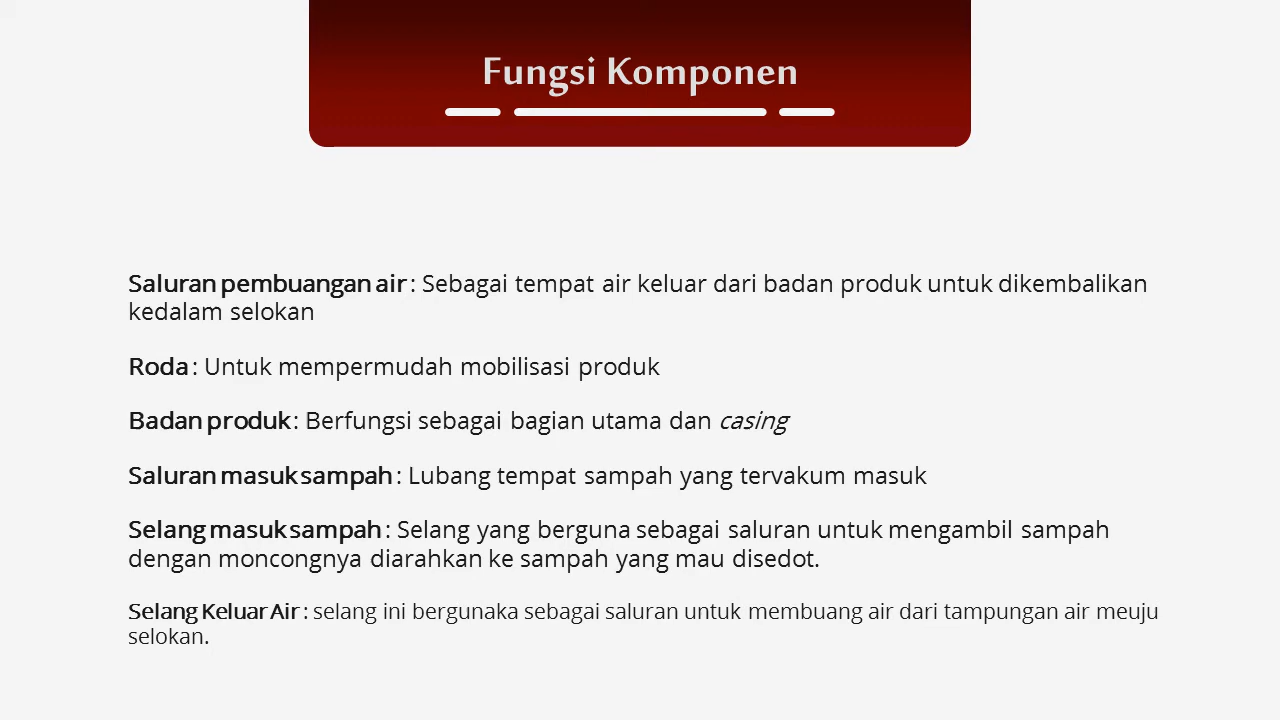 Fungsi Komponen
Saluran pembuangan air : Sebagai tempat air keluar dari badan produk untuk dikembalikan
kedalam selokan
Roda : Untuk mempermudah mobilisasi produk
Badan produk : Berfungsi sebagai bagian utama dan casing
Saluran masuk sampah : Lubang tempat sampah yang tervakum masuk
Selang masuk sampah : Selang yang berguna sebagai saluran untuk mengambil sampah
dengan moncongnya diarahkan ke sampah yang mau disedot.
Selang Keluar Air : selang ini bergunaka sebagai saluran untuk membuang air dari tampungan air meuju
selokan.